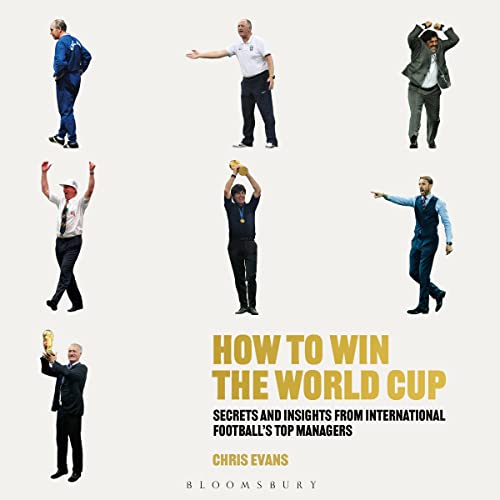 HOW TO WIN
THE WORLD CUP
SECRETS AND INSIGHTS FROM INTERNATIONAL
FOOTBALL'S TOP MANAGERS
CHRIS EVANS
BLOOMSBURY